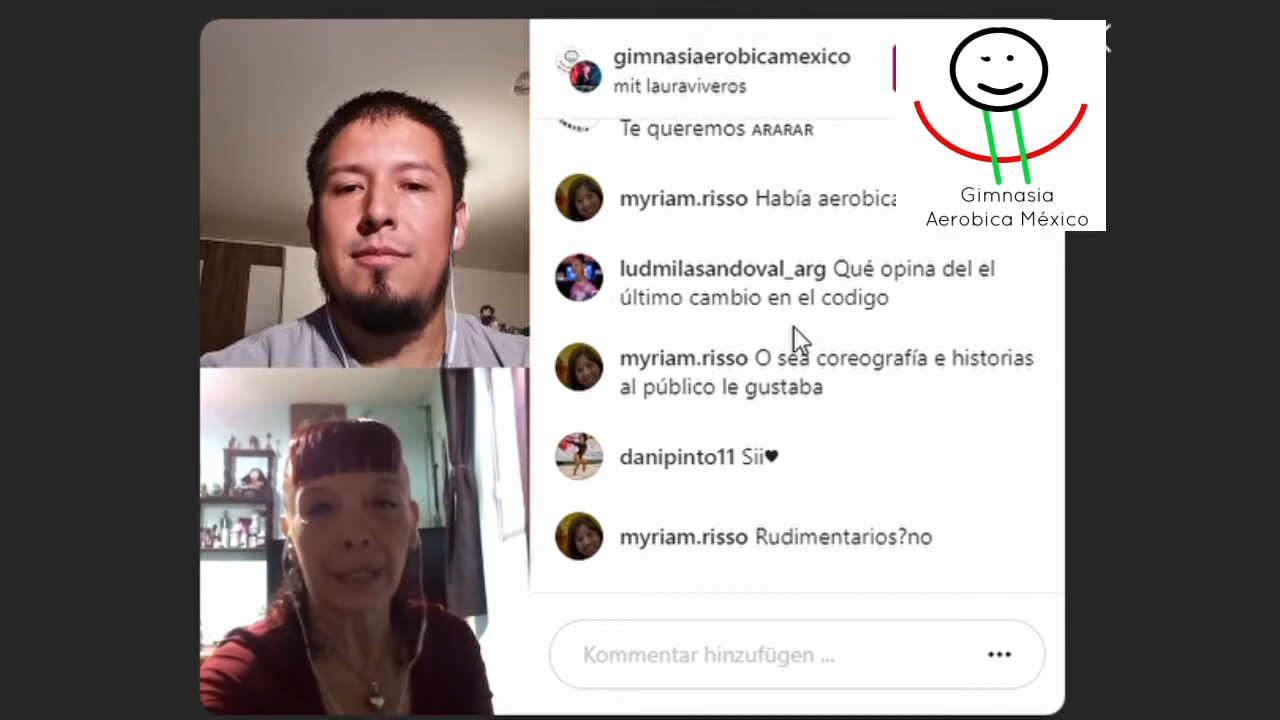 gimnasiaerobicamexico
mit lauraviveros
Te queremos ᴀʀᴀʀᴀʀ
myriam.risso Había aerobica
ludmilasandoval_arg Qué opina del el
último cambio en el codigo
myriam.risso O sea coreografía e historias
al público le gustaba
danipinto11 Sii♥
myriam.risso Rudimentarios?no
Kommentar hinzufügen ...
Gimnasia
Aerobica México